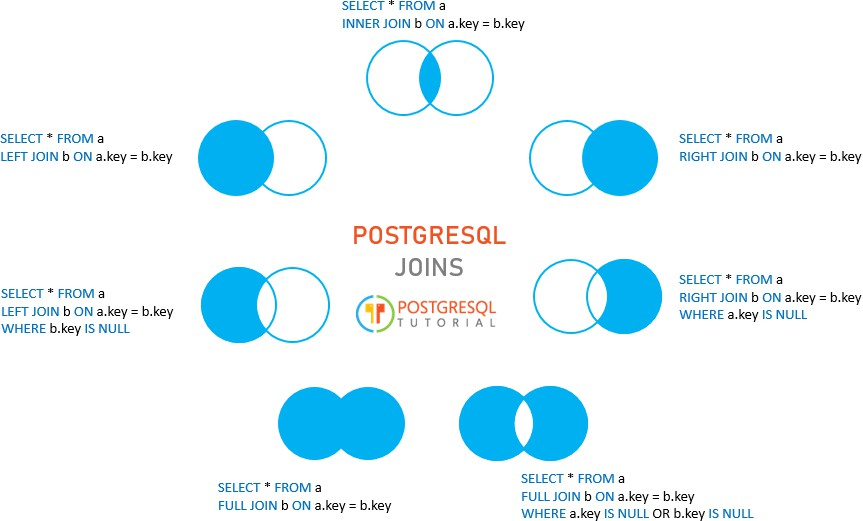 SELECT * FROM a
INNER JOIN b ON a.key = b.key
SELECT * FROM a
LEFT JOIN b ON a.key = b.key
SELECT * FROM a
RIGHT JOIN b ON a.key = b.key
POSTGRESQL
JOINS
POSTGRESQL
TUTORIAL
SELECT * FROM a
LEFT JOIN b ON a.key = b.key
WHERE b.key IS NULL
SELECT * FROM a
RIGHT JOIN b ON a.key = b.key
WHERE a.key IS NULL
SELECT * FROM a
FULL JOIN b ON a.key = b.key
SELECT * FROM a
FULL JOIN b ON a.key = b.key
WHERE a.key IS NULL OR b.key IS NULL